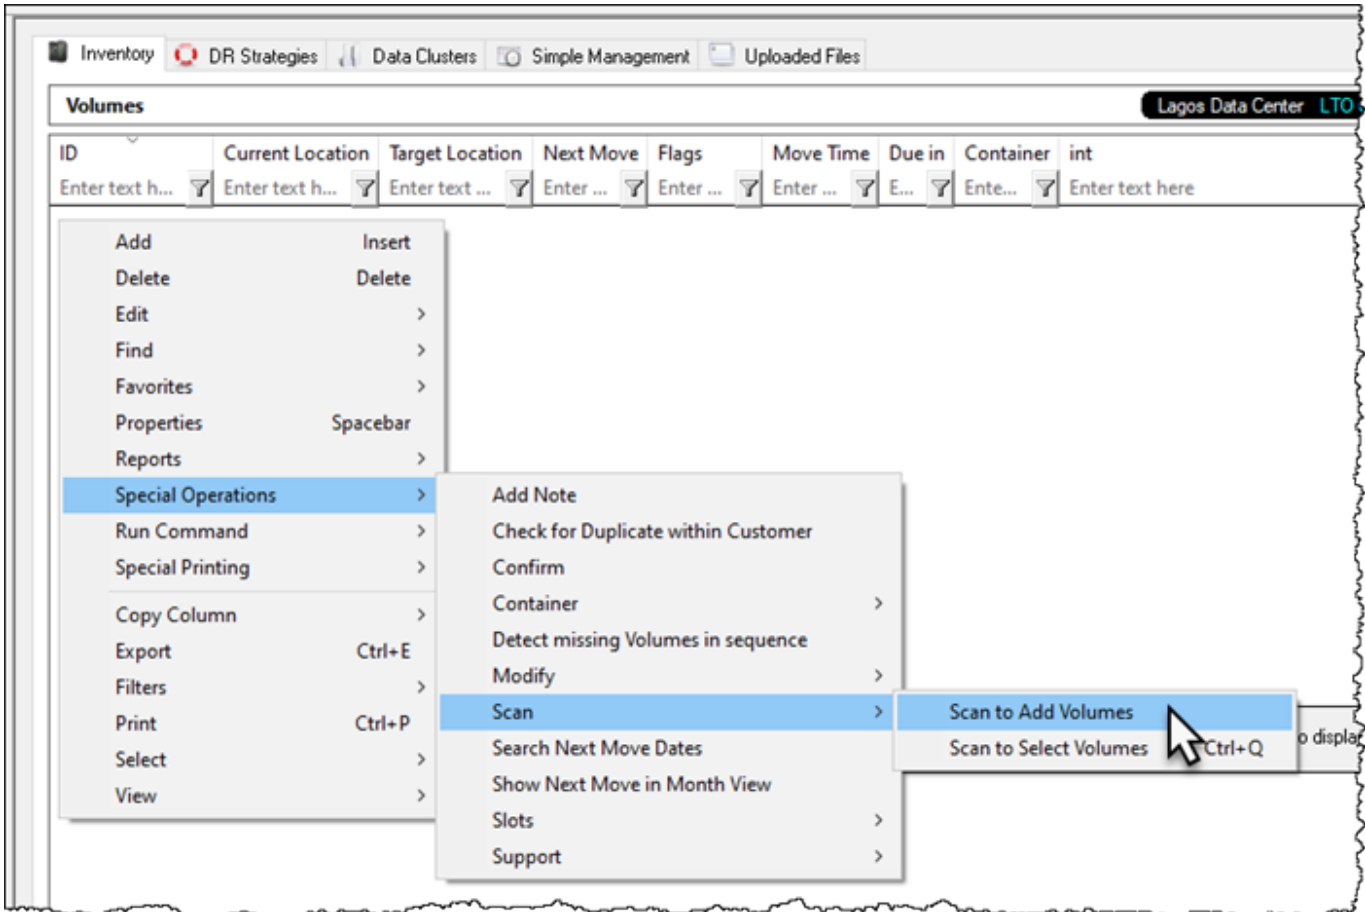 Inventory DR Strategies Data Clusters Simple Management Uploaded Files
Volumes Lagos Data Center LTO
ID Current Location Target Location Next Move Flags Move Time Due in Container int
Enter text h... Enter text h... Enter text ... Enter ... Enter ... Enter ... E... Ente... Enter text here
Add Insert
Delete Delete
Edit
Find
Favorites
Properties Spacebar
Reports
Special Operations
Run Command
Special Printing
Copy Column
Export Ctrl+E
Filters
Print Ctrl+P
Select
View
Add Note
Check for Duplicate within Customer
Confirm
Container
Detect missing Volumes in sequence
Modify
Scan
Search Next Move Dates
Show Next Move in Month View
Slots
Support
Scan to Add Volumes
Scan to Select Volumes Ctrl+Q